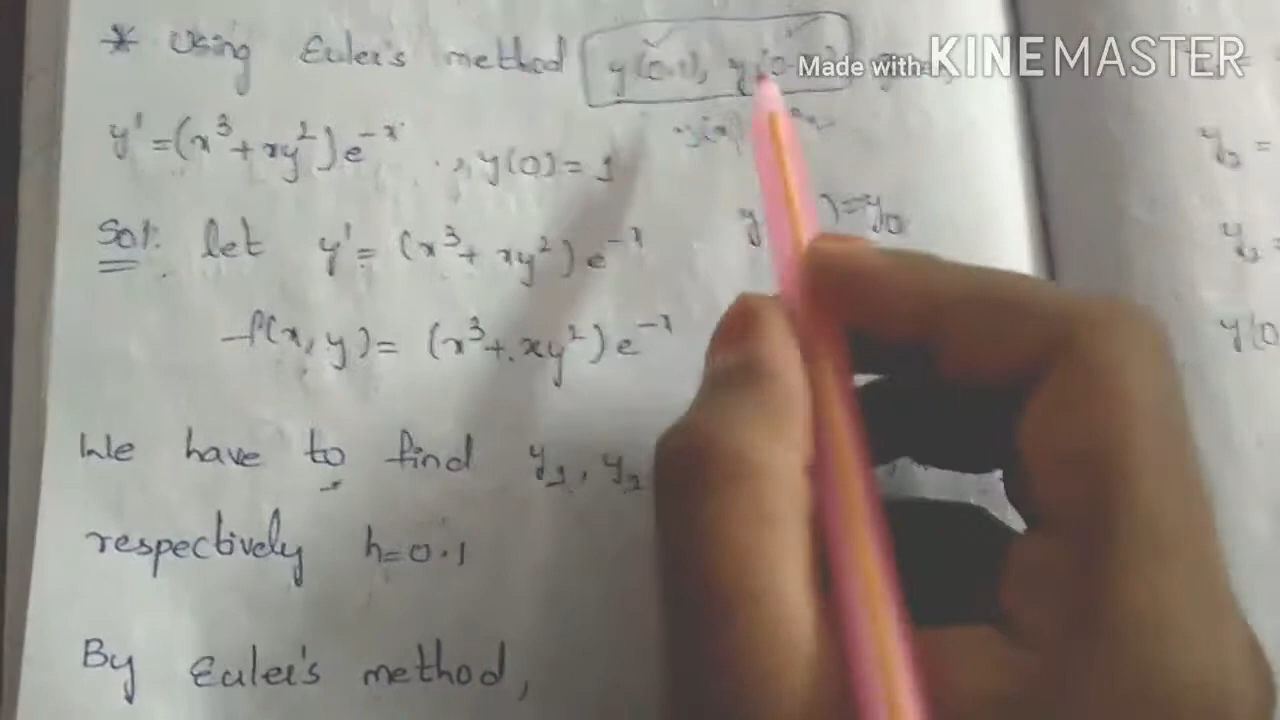 * Using Euler's method y(0.1), y(0.
Made with KINEMASTER
y' = (x³ + xy²)e⁻ˣ , y(0) = 1
Sol: let y' = (x³ + xy²)e⁻ˣ
f(x, y) = (x³ + xy²)e⁻ˣ
We have to find y₁, y₂
respectively h=0.1
By Euler's method,